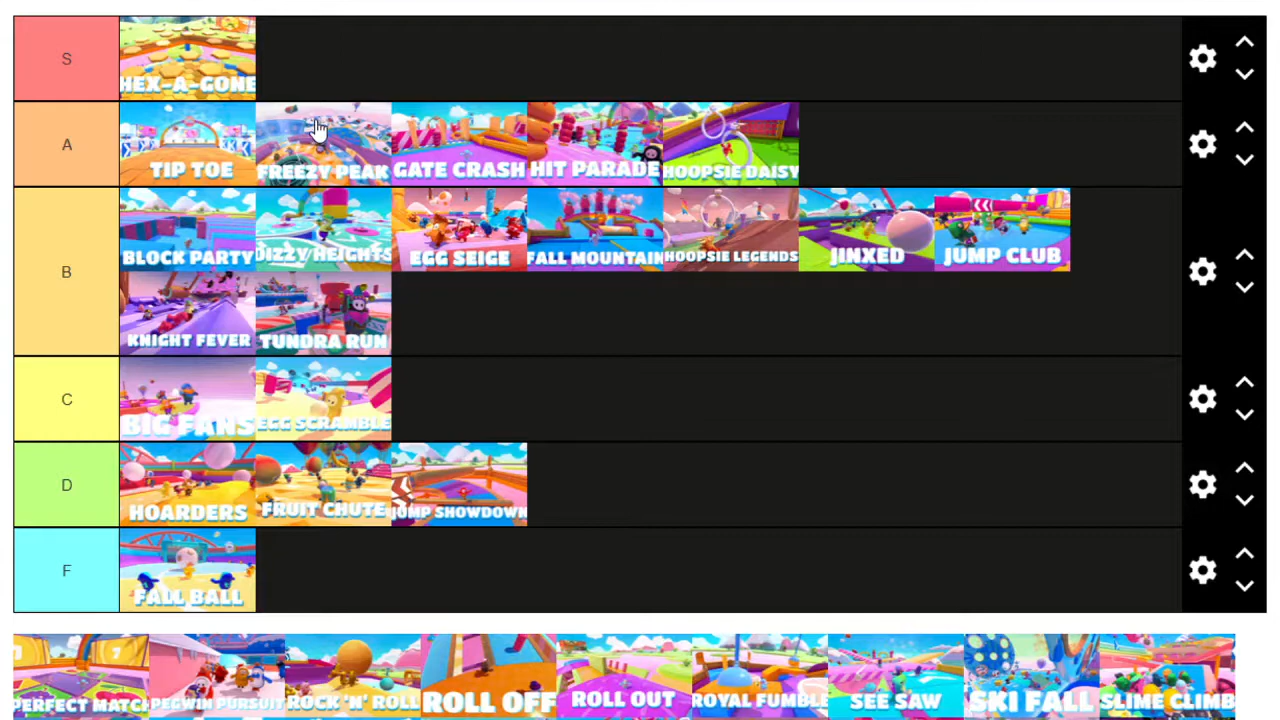 S
HEX-A-GONE
A
TIP TOE
FREEZY PEAK
GATE CRASH
HIT PARADE
HOOPSIE DAISY
B
BLOCK PARTY
DIZZY HEIGHTS
EGG SEIGE
FALL MOUNTAIN
HOOPSIE LEGENDS
JINXED
JUMP CLUB
KNIGHT FEVER
TUNDRA RUN
C
BIG FANS
EGG SCRAMBLE
D
HOARDERS
FRUIT CHUTE
JUMP SHOWDOWN
F
FALL BALL
PERFECT MATCH
PEGWIN PURSUIT
ROCK 'N' ROLL
ROLL OFF
ROLL OUT
ROYAL FUMBLE
SEE SAW
SKI FALL
SLIME CLIMB